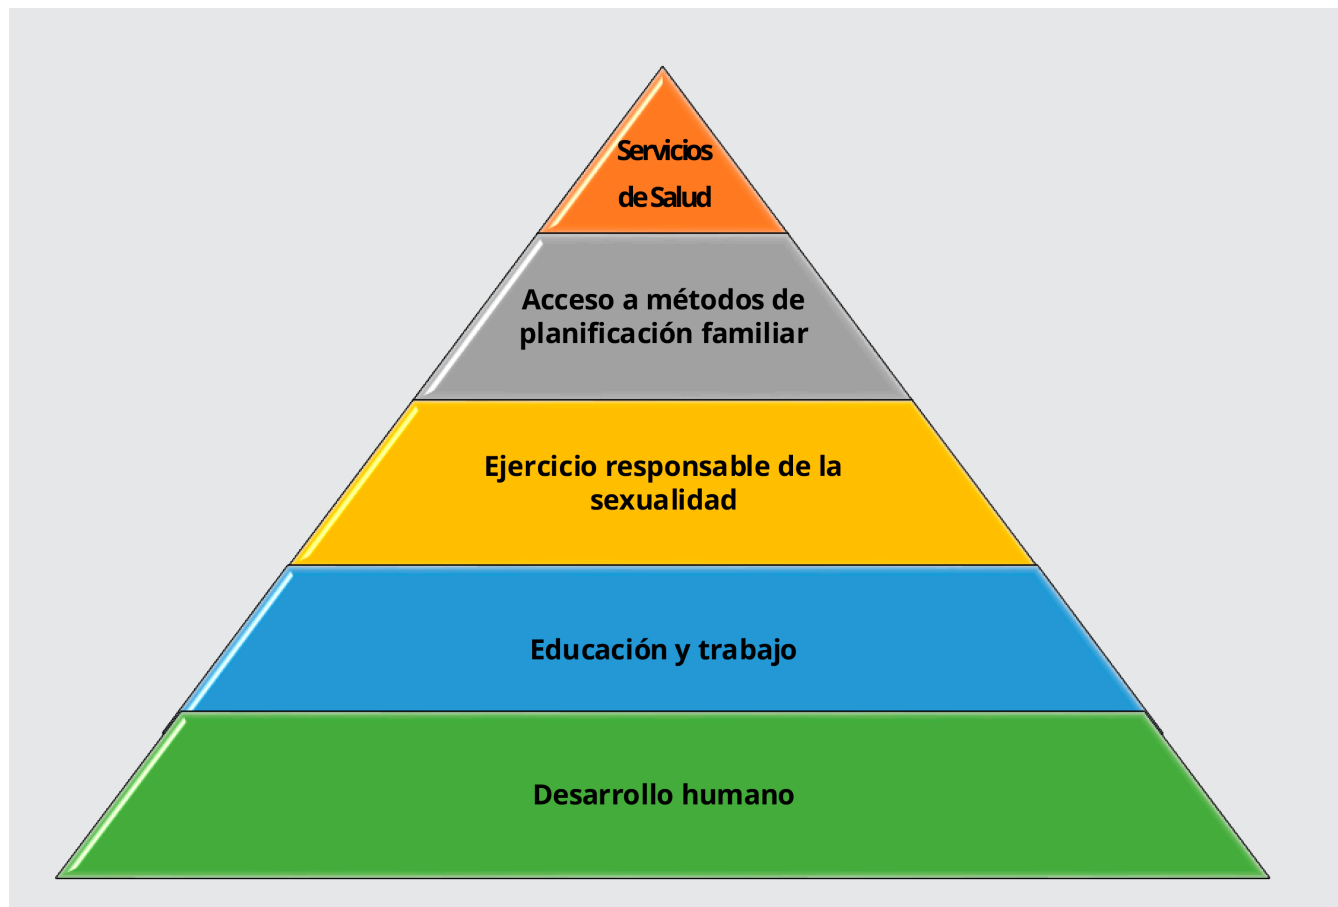 Servicios
de Salud
Acceso a métodos de
planificación familiar
Ejercicio responsable de la
sexualidad
Educación y trabajo
Desarrollo humano